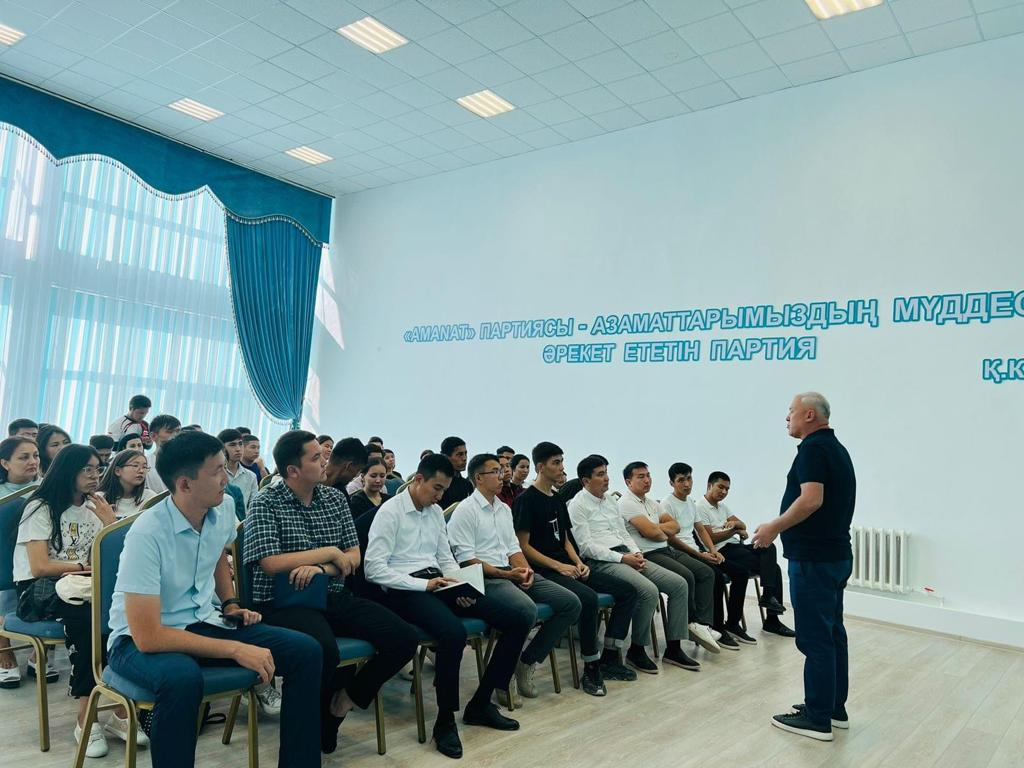 «AMANAT» ПАРТИЯСЫ - АЗАМАТТАРЫМЫЗДЫҢ МҮДДЕС
ӘРЕКЕТ ЕТЕТІН ПАРТИЯ
Қ.К